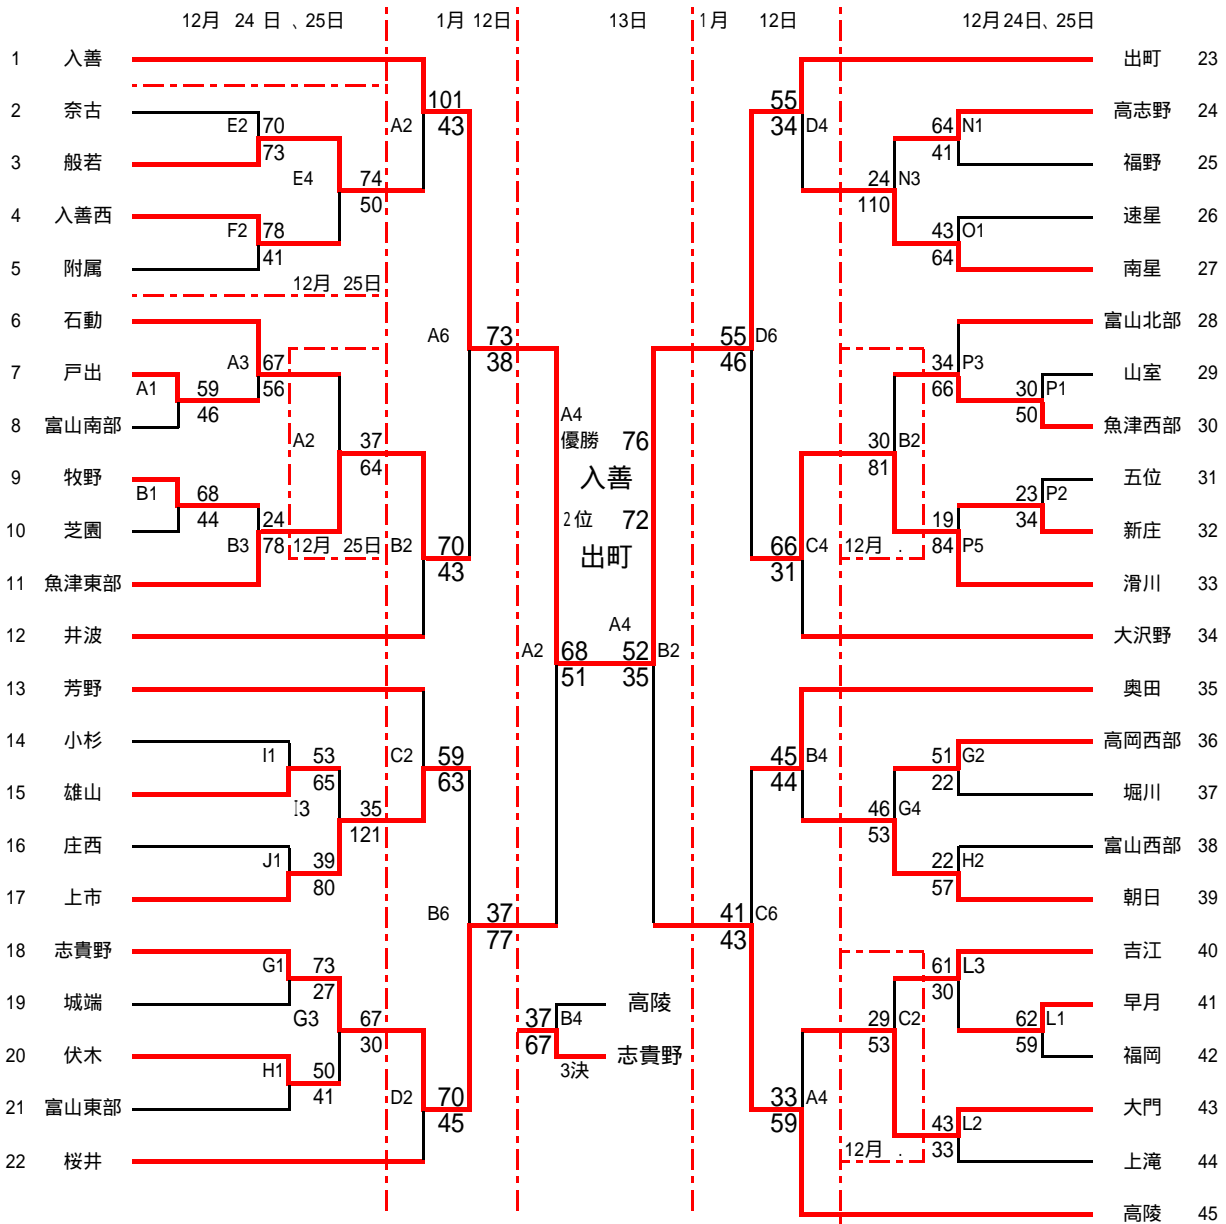 12月 24 日 、25日
1月 12日
13日
1月 12日
12月24日、25日
1 入善
2 奈古
3 般若
4 入善西
5 附属
6 石動
7 戸出
8 富山南部
9 牧野
10 芝園
11 魚津東部
12 井波
13 芳野
14 小杉
15 雄山
16 庄西
17 上市
18 志貴野
19 城端
20 伏木
21 富山東部
22 桜井
E2 70
73
F2 78
41
E4 74
50
A2 101
43
12月 25日
A1 59
46
A3 67
56
B1 68
44
B3 24
78
12月 25日
A2 37
64
B2 70
43
A6 73
38
I1 53
65
J1 39
80
I3 35
121
C2 59
63
G1 73
27
H1 50
41
G3 67
30
D2 70
45
B6 37
77
A2 68
51
A4
優勝 76
入善
2位 72
出町
A4
52 B2
35
37 B4
67
3決
高陵
志貴野
55 D6
46
55 D4
34
64 N1
41
24 N3
110
43 O1
64
34 P3
66
30 P1
50
30 B2
81
23 P2
34
19
84 P5
12月 .
66 C4
31
45 B4
44
51 G2
22
46 G4
53
22 H2
57
41 C6
43
61 L3
30
62 L1
59
29 C2
53
43 L2
33
12月 .
33 A4
59
出町 23
高志野 24
福野 25
速星 26
南星 27
富山北部 28
山室 29
魚津西部 30
五位 31
新庄 32
滑川 33
大沢野 34
奥田 35
高岡西部 36
堀川 37
富山西部 38
朝日 39
吉江 40
早月 41
福岡 42
大門 43
上滝 44
高陵 45